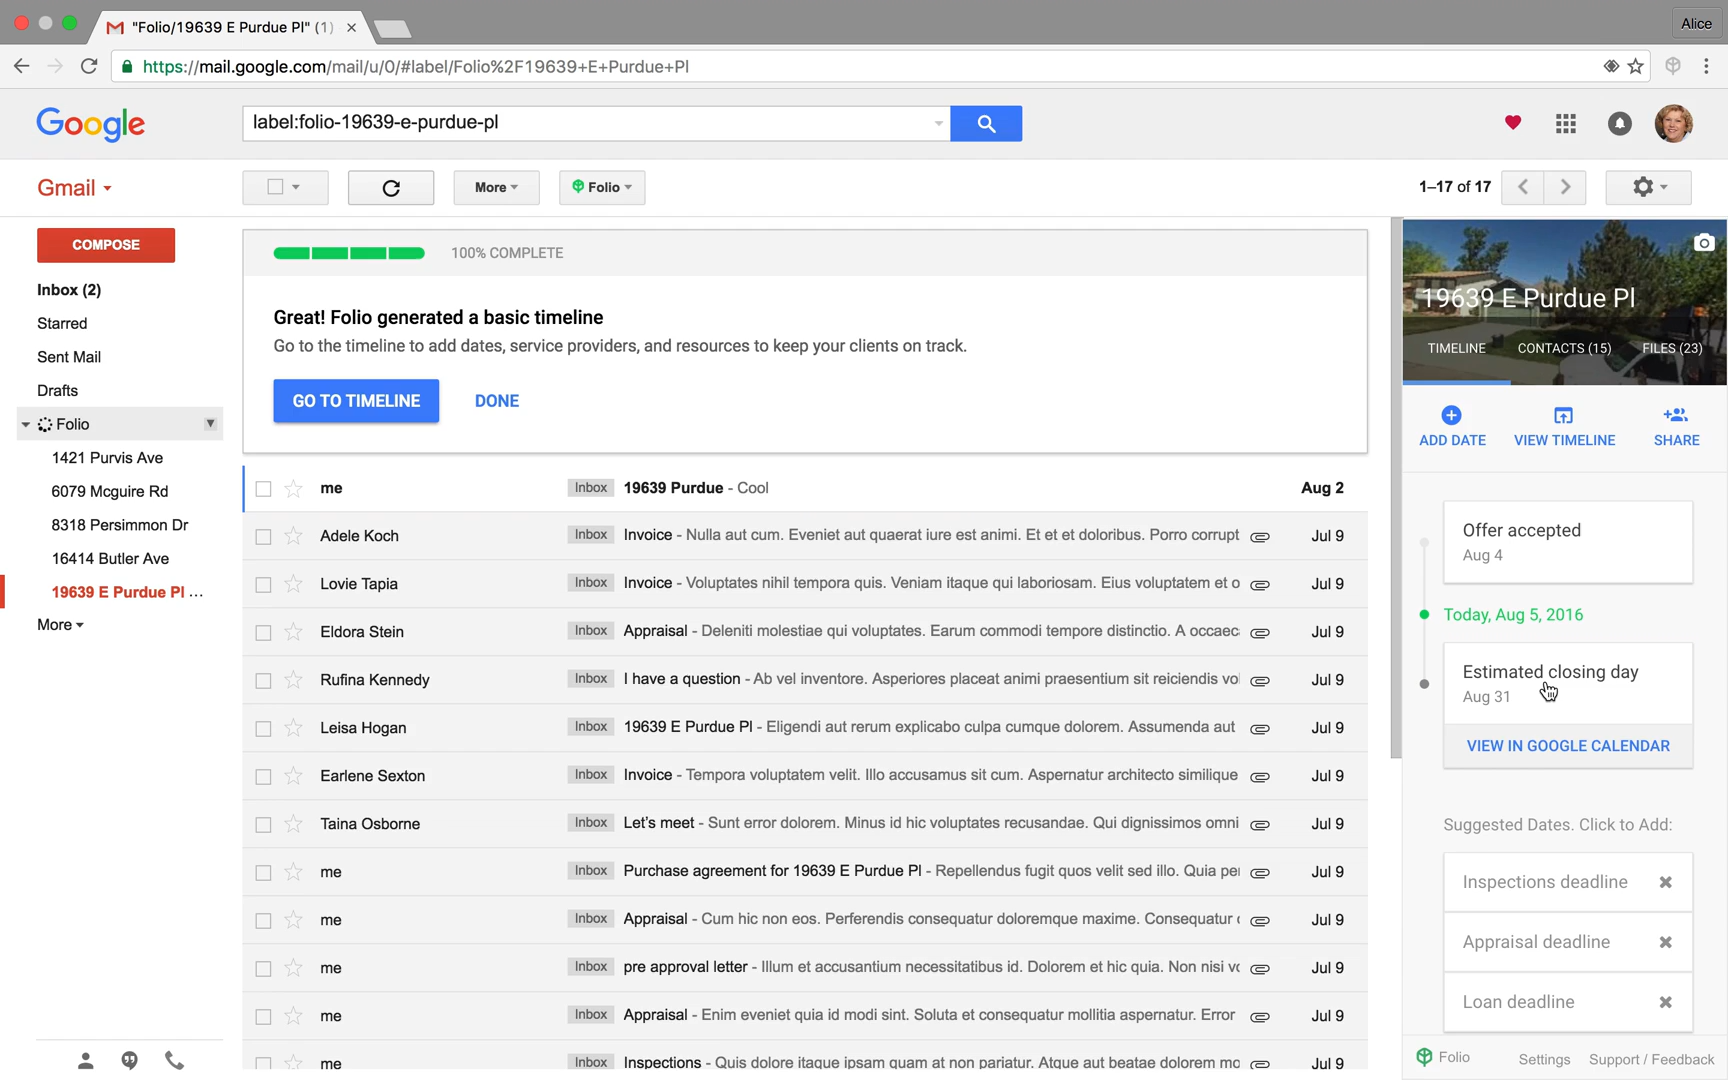 "Folio/19639 E Purdue Pl" (1)
Alice
https://mail.google.com/mail/u/0/#label/Folio%2F19639+E+Purdue+Pl
Google
label:folio-19639-e-purdue-pl
Gmail
More
Folio
1–17 of 17
COMPOSE
Inbox (2)
Starred
Sent Mail
Drafts
Folio
1421 Purvis Ave
6079 Mcguire Rd
8318 Persimmon Dr
16414 Butler Ave
19639 E Purdue Pl ...
More
100% COMPLETE
Great! Folio generated a basic timeline
Go to the timeline to add dates, service providers, and resources to keep your clients on track.
GO TO TIMELINE
DONE
me Inbox 19639 Purdue - Cool Aug 2
Adele Koch Inbox Invoice - Nulla aut cum. Eveniet aut quaerat iure est animi. Et et et doloribus. Porro corrupt Jul 9
Lovie Tapia Inbox Invoice - Voluptates nihil tempora quis. Veniam itaque qui laboriosam. Eius voluptatem et o Jul 9
Eldora Stein Inbox Appraisal - Deleniti molestiae qui voluptates. Earum commodi tempore distinctio. A occaec Jul 9
Rufina Kennedy Inbox I have a question - Ab vel inventore. Asperiores placeat animi praesentium sit reiciendis vo Jul 9
Leisa Hogan Inbox 19639 E Purdue Pl - Eligendi aut rerum explicabo culpa cumque dolorem. Assumenda aut Jul 9
Earlene Sexton Inbox Invoice - Tempora voluptatem velit. Illo accusamus sit cum. Aspernatur architecto similique Jul 9
Taina Osborne Inbox Let's meet - Sunt error dolorem. Minus id hic voluptates recusandae. Qui dignissimos omni Jul 9
me Inbox Purchase agreement for 19639 E Purdue Pl - Repellendus fugit quos velit sed illo. Quia per Jul 9
me Inbox Appraisal - Cum hic non eos. Perferendis consequatur doloremque maxime. Consequatur Jul 9
me Inbox pre approval letter - Illum et accusantium necessitatibus id. Dolorem et hic quia. Non nisi vo Jul 9
me Inbox Appraisal - Enim eveniet quia id modi sint. Soluta et consequatur mollitia aspernatur. Error Jul 9
me Inbox Inspections - Quis dolore itaque ipsam quam at non pariatur. Atque aut beatae dolorem mo Jul 9
19639 E Purdue Pl
TIMELINE
CONTACTS (15)
FILES (23)
ADD DATE
VIEW TIMELINE
SHARE
Offer accepted
Aug 4
Today, Aug 5, 2016
Estimated closing day
Aug 31
VIEW IN GOOGLE CALENDAR
Suggested Dates. Click to Add:
Inspections deadline
Appraisal deadline
Loan deadline
Folio
Settings
Support / Feedback